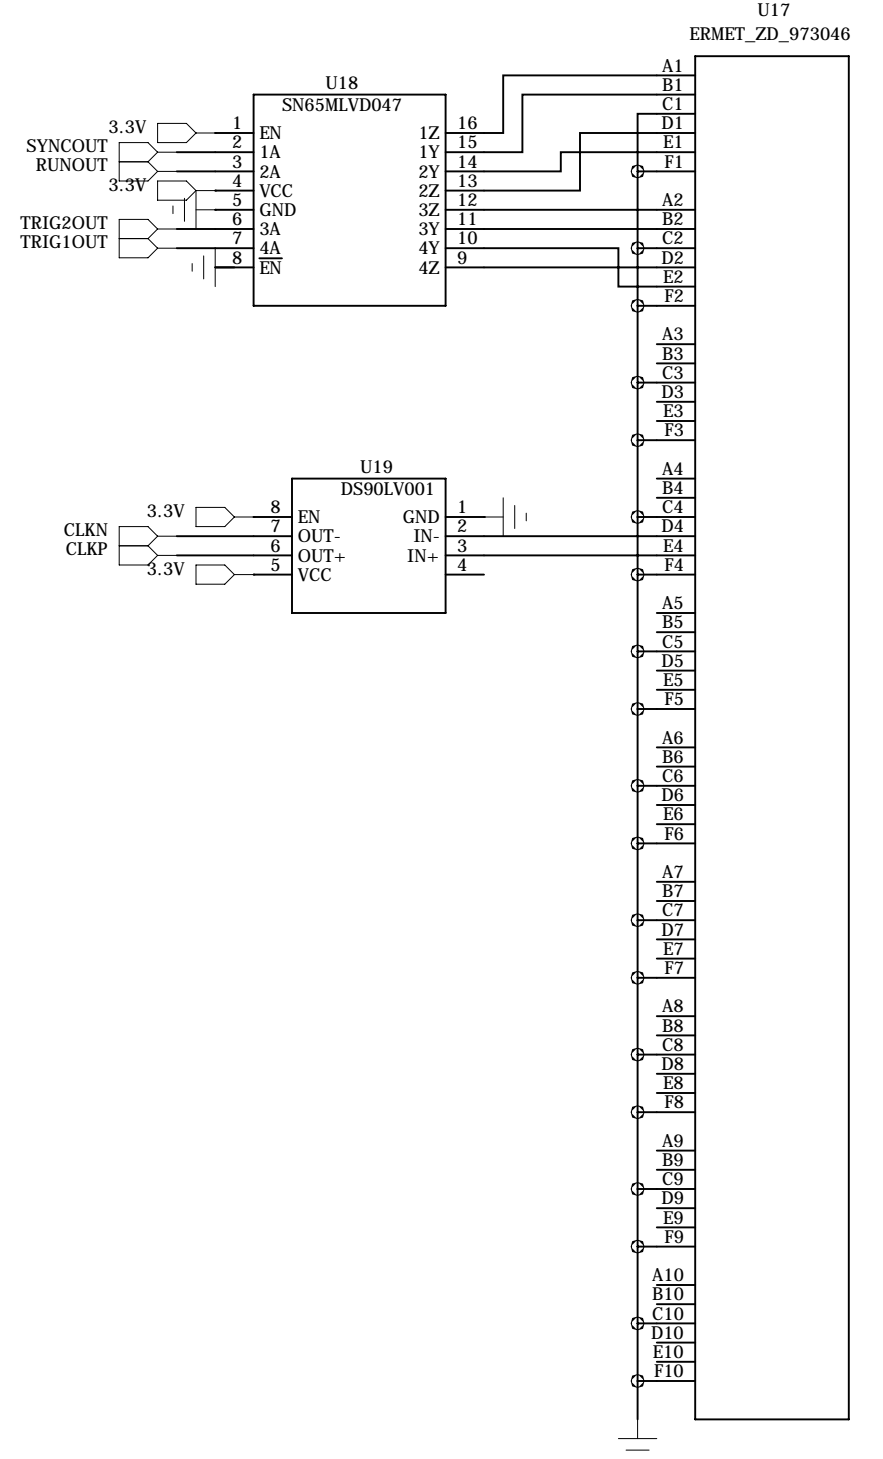 U17
ERMET_ZD_973046
U18
SN65MLVD047
3.3V 1 EN 1Z 16
SYNCOUT 2 1A 1Y 15
RUNOUT 3 2A 2Y 14
3.3V 4 VCC 2Z 13
5 GND 3Z 12
TRIG2OUT 6 3A 3Y 11
TRIG1OUT 7 4A 4Y 10
8 EN 4Z 9
U19
DS90LV001
3.3V 8 EN GND 1
CLKN 7 OUT- IN- 2
CLKP 6 OUT+ IN+ 3
3.3V 5 VCC 4
A1
B1
C1
D1
E1
F1
A2
B2
C2
D2
E2
F2
A3
B3
C3
D3
E3
F3
A4
B4
C4
D4
E4
F4
A5
B5
C5
D5
E5
F5
A6
B6
C6
D6
E6
F6
A7
B7
C7
D7
E7
F7
A8
B8
C8
D8
E8
F8
A9
B9
C9
D9
E9
F9
A10
B10
C10
D10
E10
F10